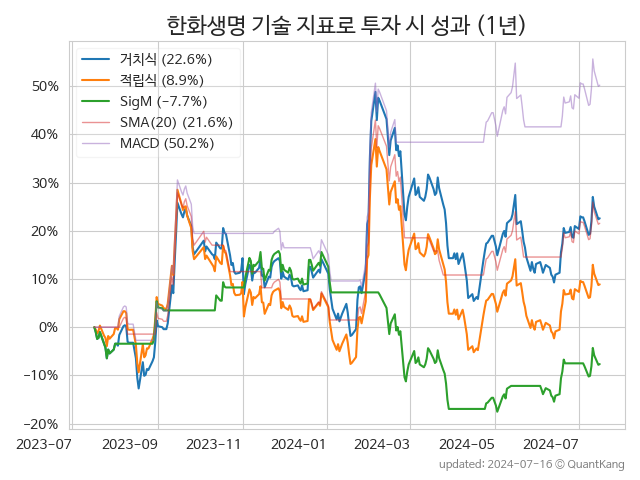 한화생명 기술 지표로 투자 시 성과 (1년)
거치식 (22.6%)
적립식 (8.9%)
SigM (−7.7%)
SMA(20) (21.6%)
MACD (50.2%)
50%
40%
30%
20%
10%
0%
−10%
−20%
2023-07 2023-09 2023-11 2024-01 2024-03 2024-05 2024-07
updated: 2024-07-16 © QuantKang